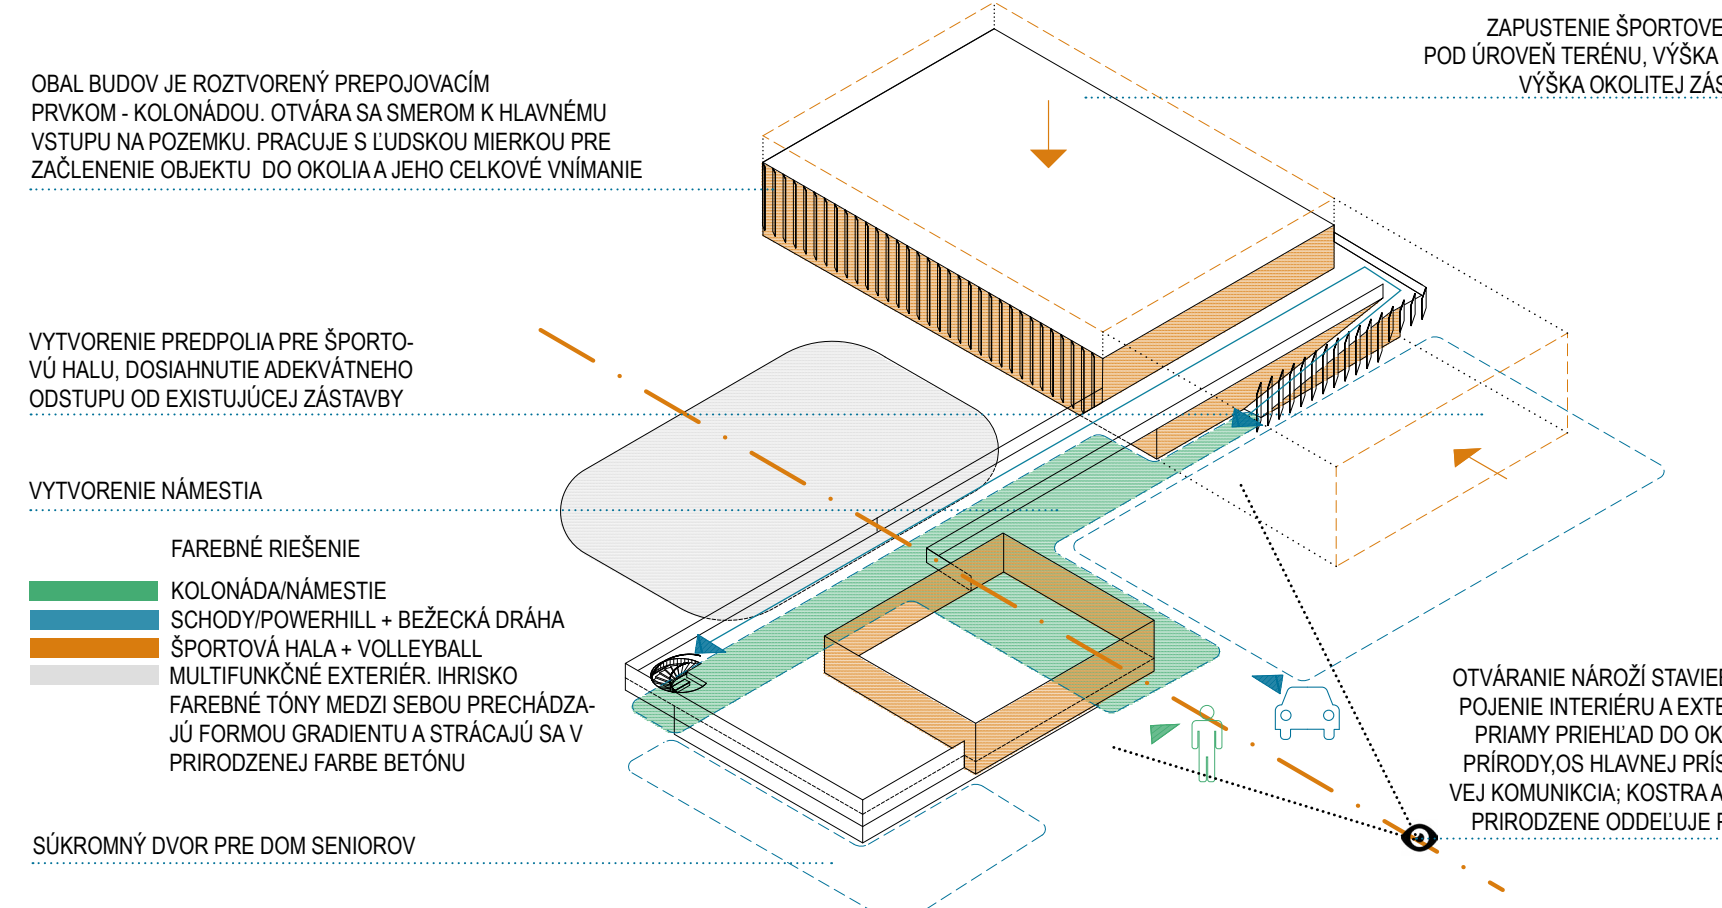 OBAL BUDOV JE ROZTVORENÝ PREPOJOVACÍM
PRVKOM - KOLONÁDOU. OTVÁRA SA SMEROM K HLAVNÉMU
VSTUPU NA POZEMKU. PRACUJE S ĽUDSKOU MIERKOU PRE
ZAČLENENIE OBJEKTU DO OKOLIA A JEHO CELKOVÉ VNÍMANIE
ZAPUSTENIE ŠPORTOVE
POD ÚROVEŇ TERÉNU, VÝŠKA
VÝŠKA OKOLITEJ ZÁS
VYTVORENIE PREDPOLIA PRE ŠPORTO-
VÚ HALU, DOSIAHNUTIE ADEKVÁTNEHO
ODSTUPU OD EXISTUJÚCEJ ZÁSTAVBY
VYTVORENIE NÁMESTIA
FAREBNÉ RIEŠENIE
KOLONÁDA/NÁMESTIE
SCHODY/POWERHILL + BEŽECKÁ DRÁHA
ŠPORTOVÁ HALA + VOLLEYBALL
MULTIFUNKČNÉ EXTERIÉR. IHRISKO
FAREBNÉ TÓNY MEDZI SEBOU PRECHÁDZA-
JÚ FORMOU GRADIENTU A STRÁCAJÚ SA V
PRIRODZENEJ FARBE BETÓNU
SÚKROMNÝ DVOR PRE DOM SENIOROV
OTVÁRANIE NÁROŽÍ STAVIEB
POJENIE INTERIÉRU A EXTE
PRIAMY PRIEHĽAD DO OK
PRÍRODY,OS HLAVNEJ PRÍS
VEJ KOMUNIKCIA; KOSTRA A
PRIRODZENE ODDEĽUJE P